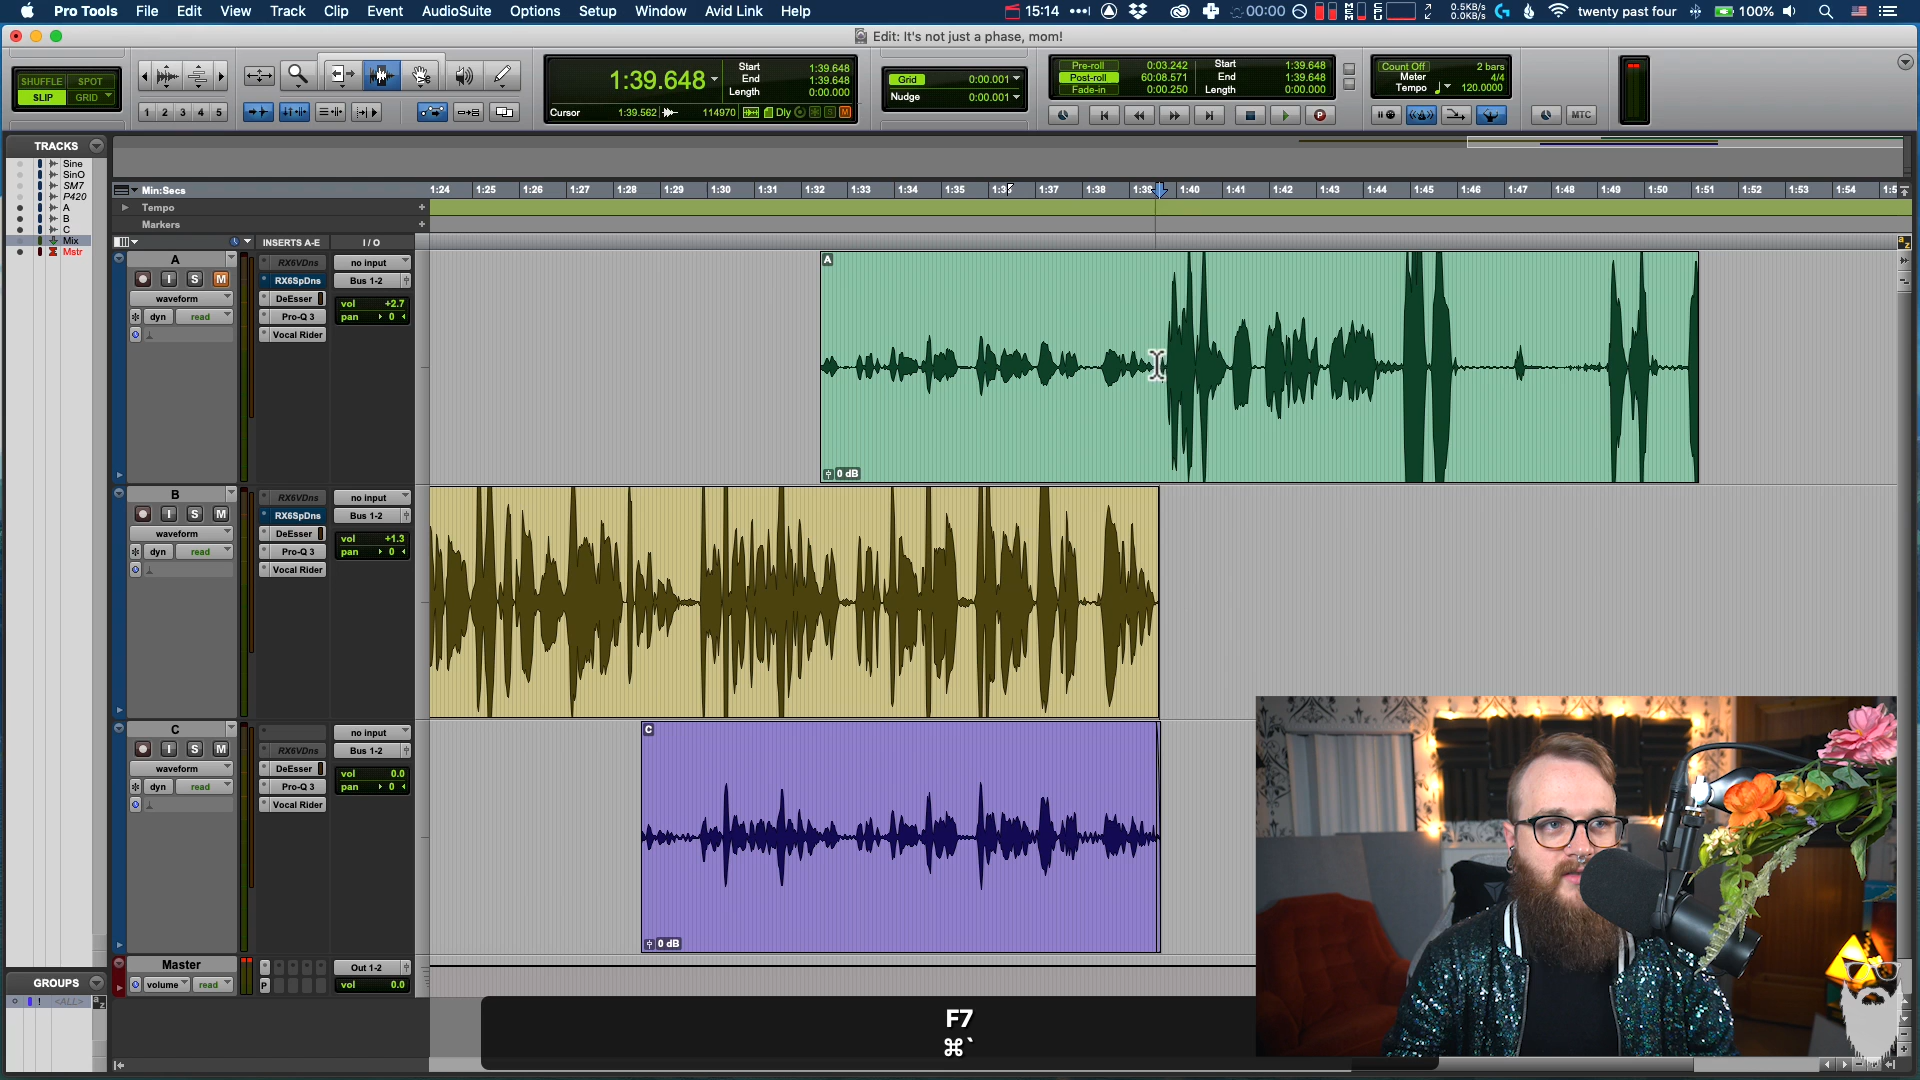 Pro Tools File Edit View Track Clip Event AudioSuite Options Setup Window Avid Link Help
15:14 00:00 0.5KB/s 0.0KB/s twenty past four 100%
Edit: It's not just a phase, mom!
SHUFFLE SPOT
SLIP GRID
1 2 3 4 5
1:39.648
Start 1:39.648
End 1:39.648
Length 0:00.000
Cursor 1:39.562 114970 Dly S M
Grid 0:00.001
Nudge 0:00.001
Pre-roll 0:03.242
Post-roll 60:08.571
Fade-in 0:00.250
Start 1:39.648
End 1:39.648
Length 0:00.000
Count Off 2 bars
Meter 4/4
Tempo 120.0000
MTC
TRACKS
Sine
SinO
SM7
P420
A
B
C
Mix
Mstr
Min:Secs 1:24 1:25 1:26 1:27 1:28 1:29 1:30 1:31 1:32 1:33 1:34 1:35 1:36 1:37 1:38 1:39 1:40 1:41 1:42 1:43 1:44 1:45 1:46 1:47 1:48 1:49 1:50 1:51 1:52 1:53 1:54 1:5
Tempo
Markers
INSERTS A-E I / O
A
I S M
waveform
dyn read
RX6VDns
RX6SpDns
DeEsser
Pro-Q 3
Vocal Rider
no input
Bus 1-2
vol +2.7
pan 0
A
0 dB
B
I S M
waveform
dyn read
RX6VDns
RX6SpDns
DeEsser
Pro-Q 3
Vocal Rider
no input
Bus 1-2
vol +1.3
pan 0
C
I S M
waveform
dyn read
RX6VDns
DeEsser
Pro-Q 3
Vocal Rider
no input
Bus 1-2
vol 0.0
pan 0
C
0 dB
Master
volume read
P
Out 1-2
vol 0.0
GROUPS
! <ALL>
a z
F7
⌘`